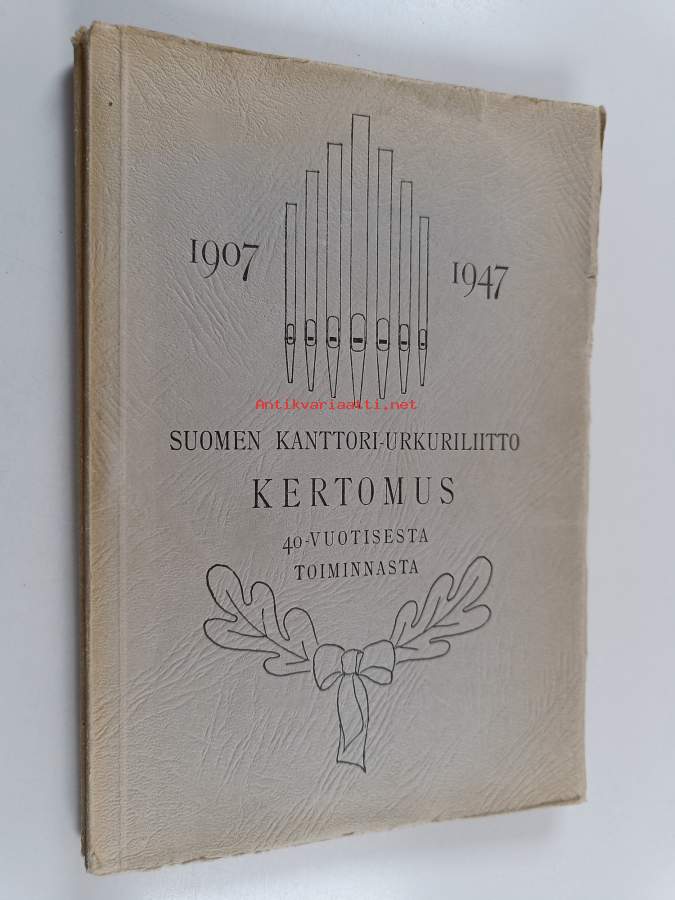 1907
1947
Antikvariaatti.net
SUOMEN KANTTORI-URKURILIITTO
KERTOMUS
40-VUOTISESTA
TOIMINNASTA